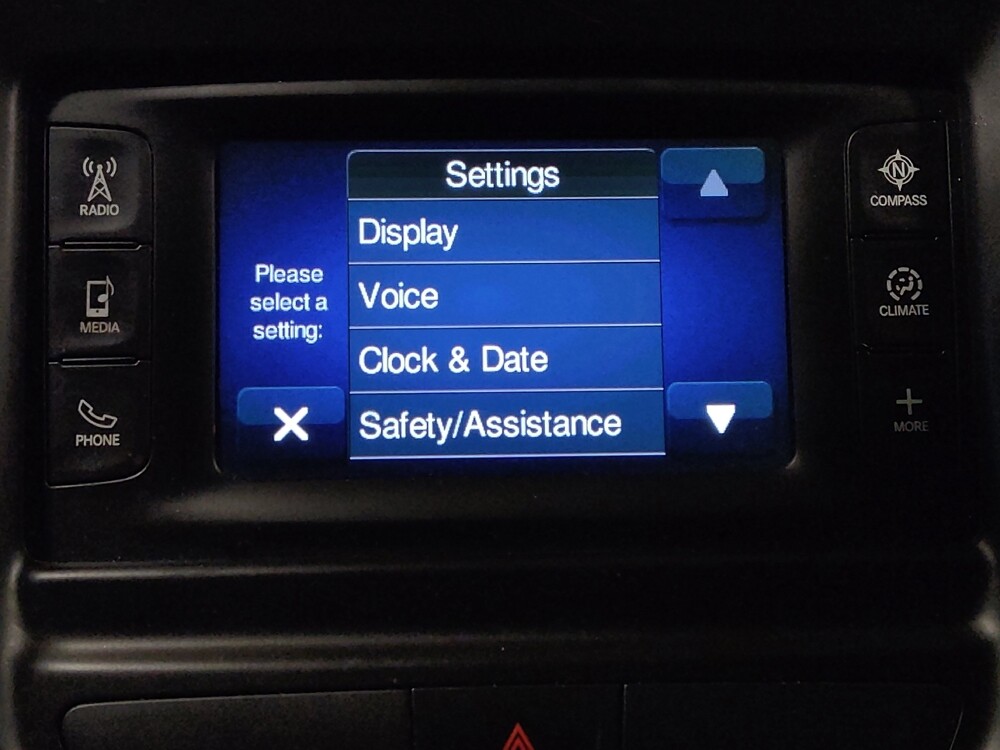 RADIO
MEDIA
PHONE
Please
select a
setting:
Settings
Display
Voice
Clock & Date
Safety/Assistance
N
COMPASS
CLIMATE
MORE